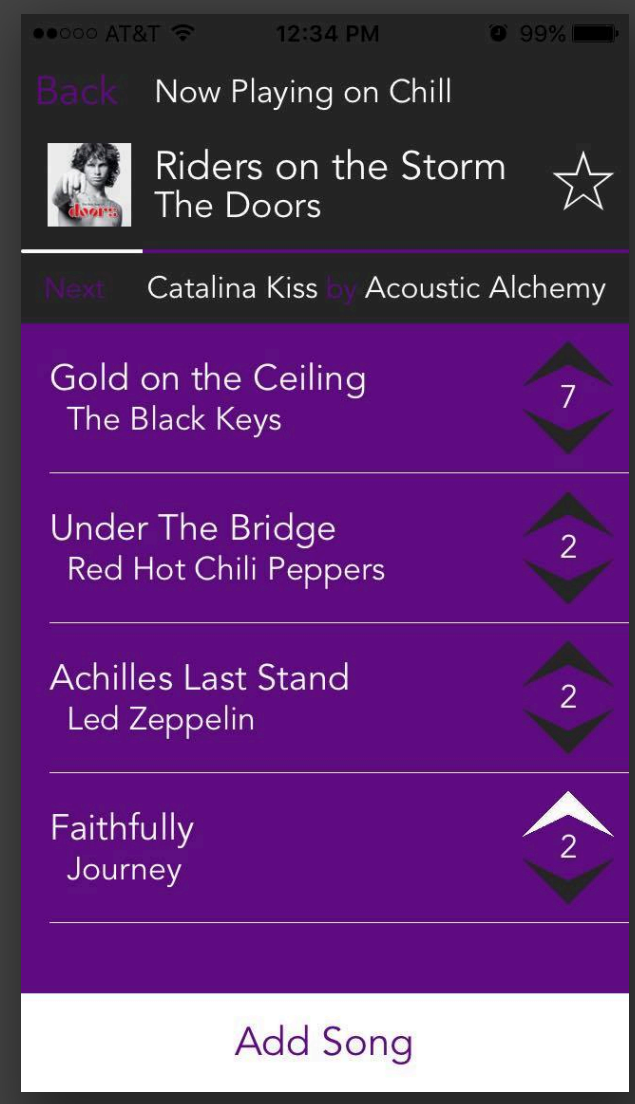 AT&T 12:34 PM 99%
Back Now Playing on Chill
Riders on the Storm
The Doors
doors
Next Catalina Kiss by Acoustic Alchemy
Gold on the Ceiling
The Black Keys
7
Under The Bridge
Red Hot Chili Peppers
2
Achilles Last Stand
Led Zeppelin
2
Faithfully
Journey
2
Add Song